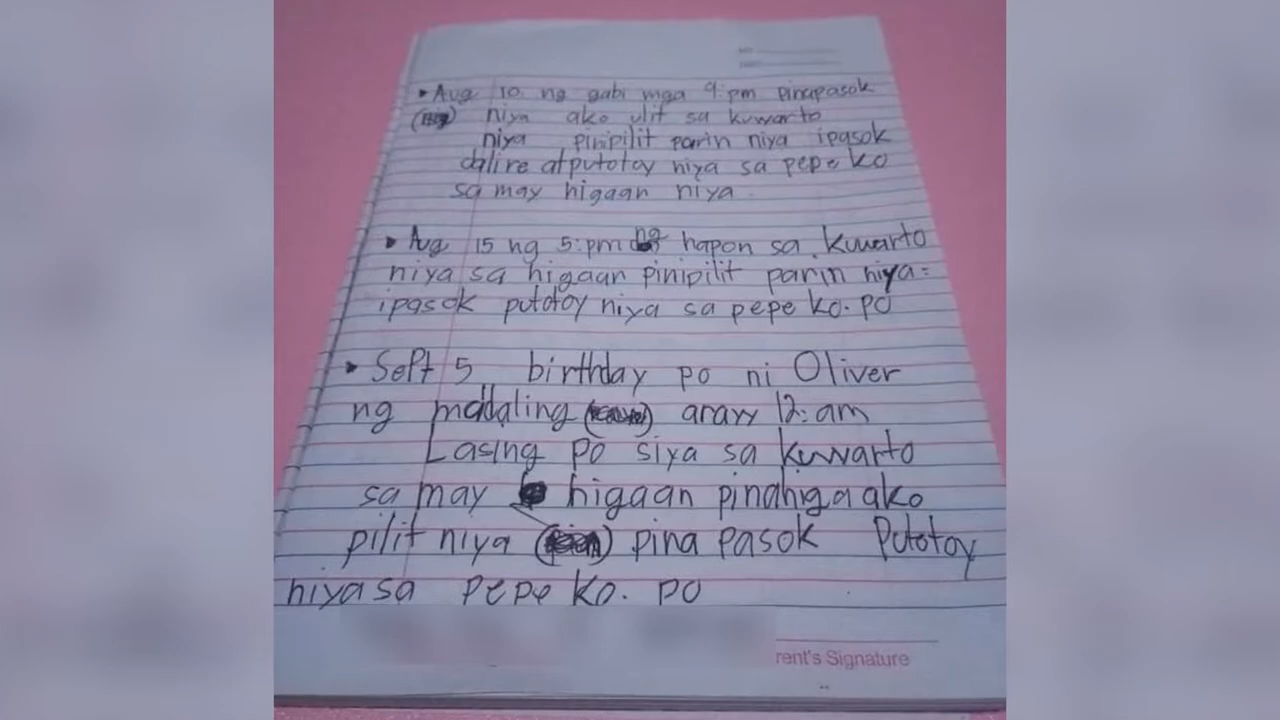 • Aug 10 ng gabi mga 9:pm pinapasok
niya ako ulit sa kuwarto
niya pinipilit parin niya ipasok
dalire at putotoy niya sa pepe ko
sa may higaan niya
• Aug 15 ng 5:pm ng hapon sa kuwarto
niya sa higaan pinipilit parin niya
ipasok putotoy niya sa pepe ko. po
• Sept 5 birthday po ni Oliver
ng madaling araw 12:am
Lasing po siya sa kuwarto
sa may higaan pinahiga ako
pilit niya pina pasok Pototoy
niya sa pepe ko. po
rent's Signature